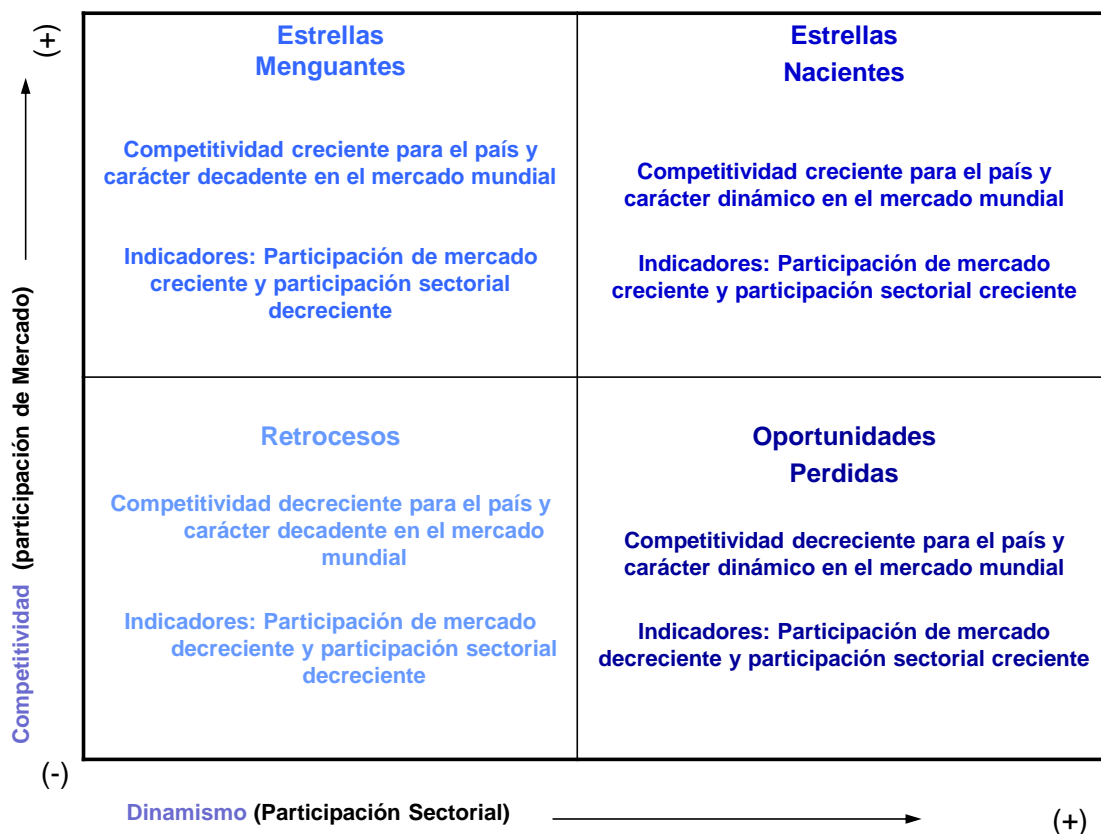 (+)
Competitividad (participación de Mercado)
(-)
Estrellas
Menguantes
Competitividad creciente para el país y
carácter decadente en el mercado mundial
Indicadores: Participación de mercado
creciente y participación sectorial
decreciente
Estrellas
Nacientes
Competitividad creciente para el país y
carácter dinámico en el mercado mundial
Indicadores: Participación de mercado
creciente y participación sectorial creciente
Retrocesos
Competitividad decreciente para el país y
carácter decadente en el mercado
mundial
Indicadores: Participación de mercado
decreciente y participación sectorial
decreciente
Oportunidades
Perdidas
Competitividad decreciente para el país y
carácter dinámico en el mercado mundial
Indicadores: Participación de mercado
decreciente y participación sectorial creciente
Dinamismo (Participación Sectorial)
(+)